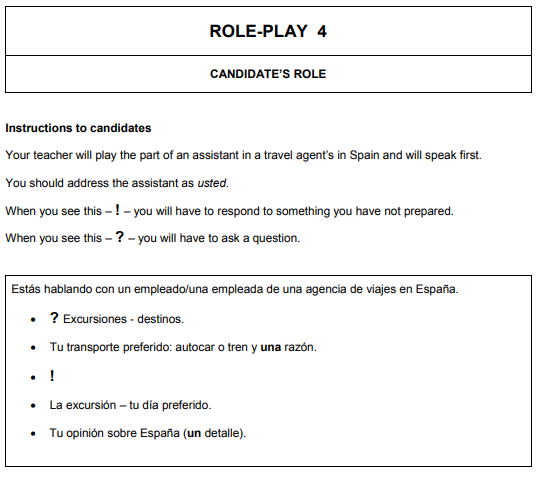 ROLE-PLAY 4
CANDIDATE'S ROLE
Instructions to candidates
Your teacher will play the part of an assistant in a travel agent's in Spain and will speak first.
You should address the assistant as usted.
When you see this – ! – you will have to respond to something you have not prepared.
When you see this – ? – you will have to ask a question.
Estás hablando con un empleado/una empleada de una agencia de viajes en España.
• ? Excursiones - destinos.
• Tu transporte preferido: autocar o tren y una razón.
• !
• La excursión – tu día preferido.
• Tu opinión sobre España (un detalle).